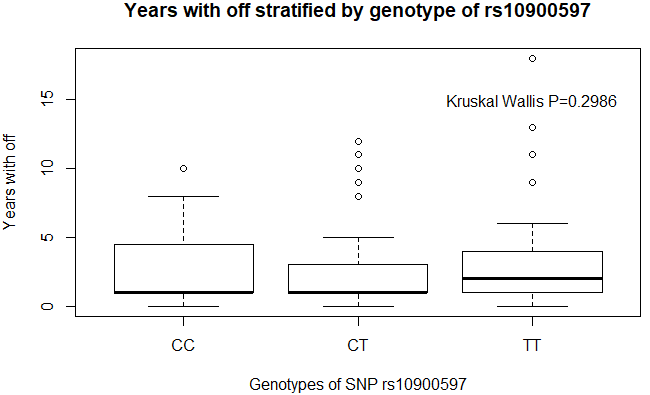 Years with off stratified by genotype of rs10900597
Years with off
15
10
5
0
Kruskal Wallis P=0.2986
CC CT TT
Genotypes of SNP rs10900597